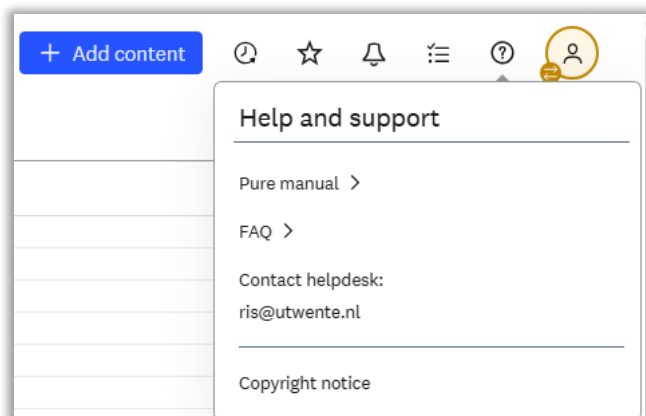 + Add content
Help and support
Pure manual >
FAQ >
Contact helpdesk:
ris@utwente.nl
Copyright notice